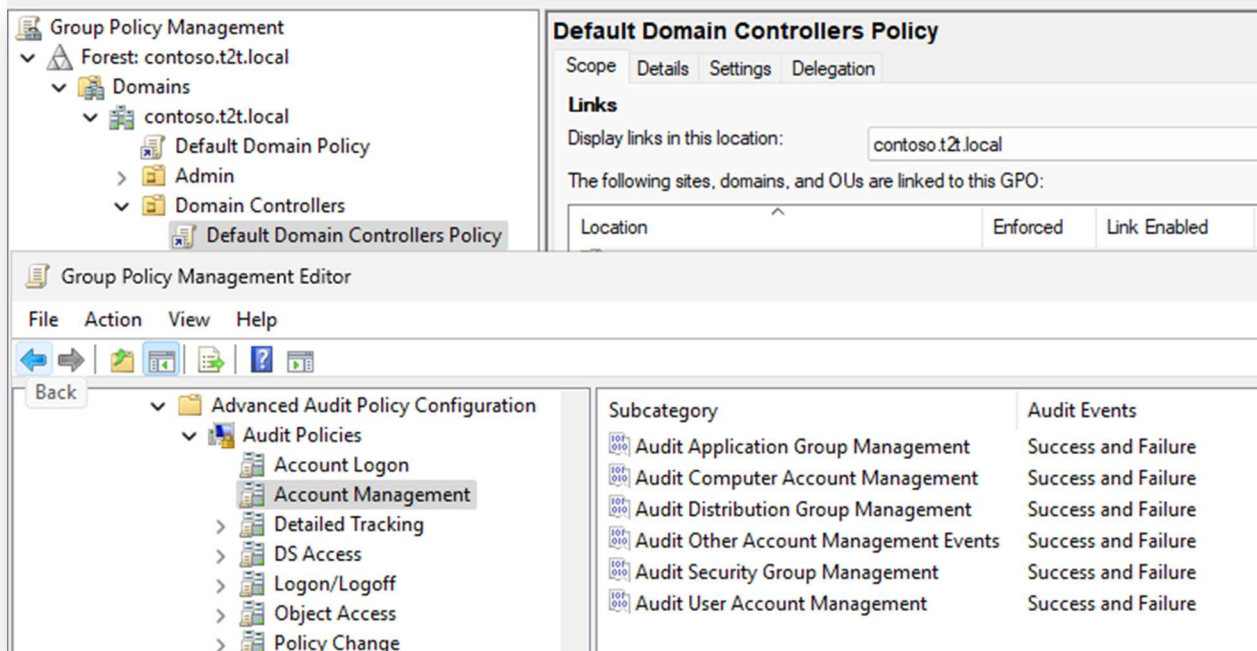 Group Policy Management
Forest: contoso.t2t.local
Domains
contoso.t2t.local
Default Domain Policy
Admin
Domain Controllers
Default Domain Controllers Policy
Default Domain Controllers Policy
Scope Details Settings Delegation
Links
Display links in this location: contoso.t2t.local
The following sites, domains, and OUs are linked to this GPO:
Location Enforced Link Enabled
Group Policy Management Editor
File Action View Help
Back
Advanced Audit Policy Configuration
Audit Policies
Account Logon
Account Management
Detailed Tracking
DS Access
Logon/Logoff
Object Access
Policy Change
Subcategory Audit Events
Audit Application Group Management Success and Failure
Audit Computer Account Management Success and Failure
Audit Distribution Group Management Success and Failure
Audit Other Account Management Events Success and Failure
Audit Security Group Management Success and Failure
Audit User Account Management Success and Failure